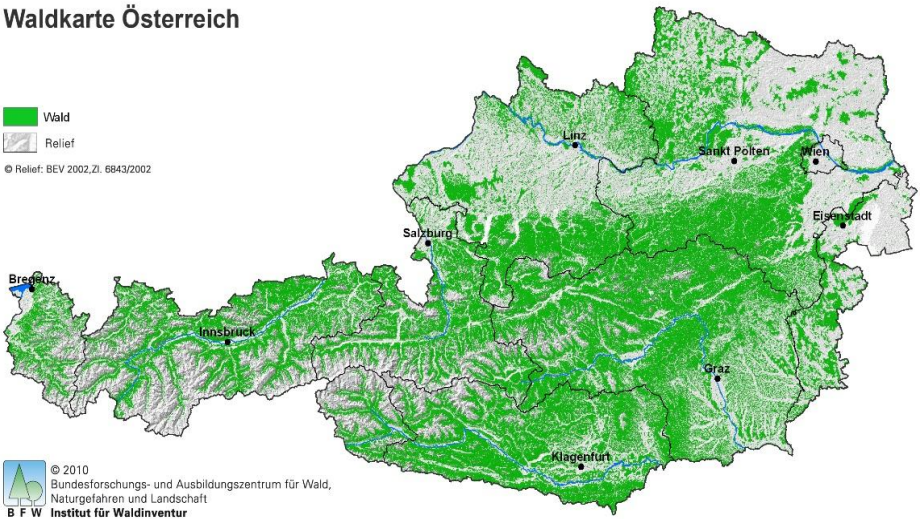 Waldkarte Österreich
Wald
Relief
© Relief: BEV 2002,Zl. 6843/2002
Linz
Sankt Pölten
Wien
Eisenstadt
Salzburg
Bregenz
Innsbruck
Graz
Klagenfurt
© 2010
Bundesforschungs- und Ausbildungszentrum für Wald,
Naturgefahren und Landschaft
BFW Institut für Waldinventur